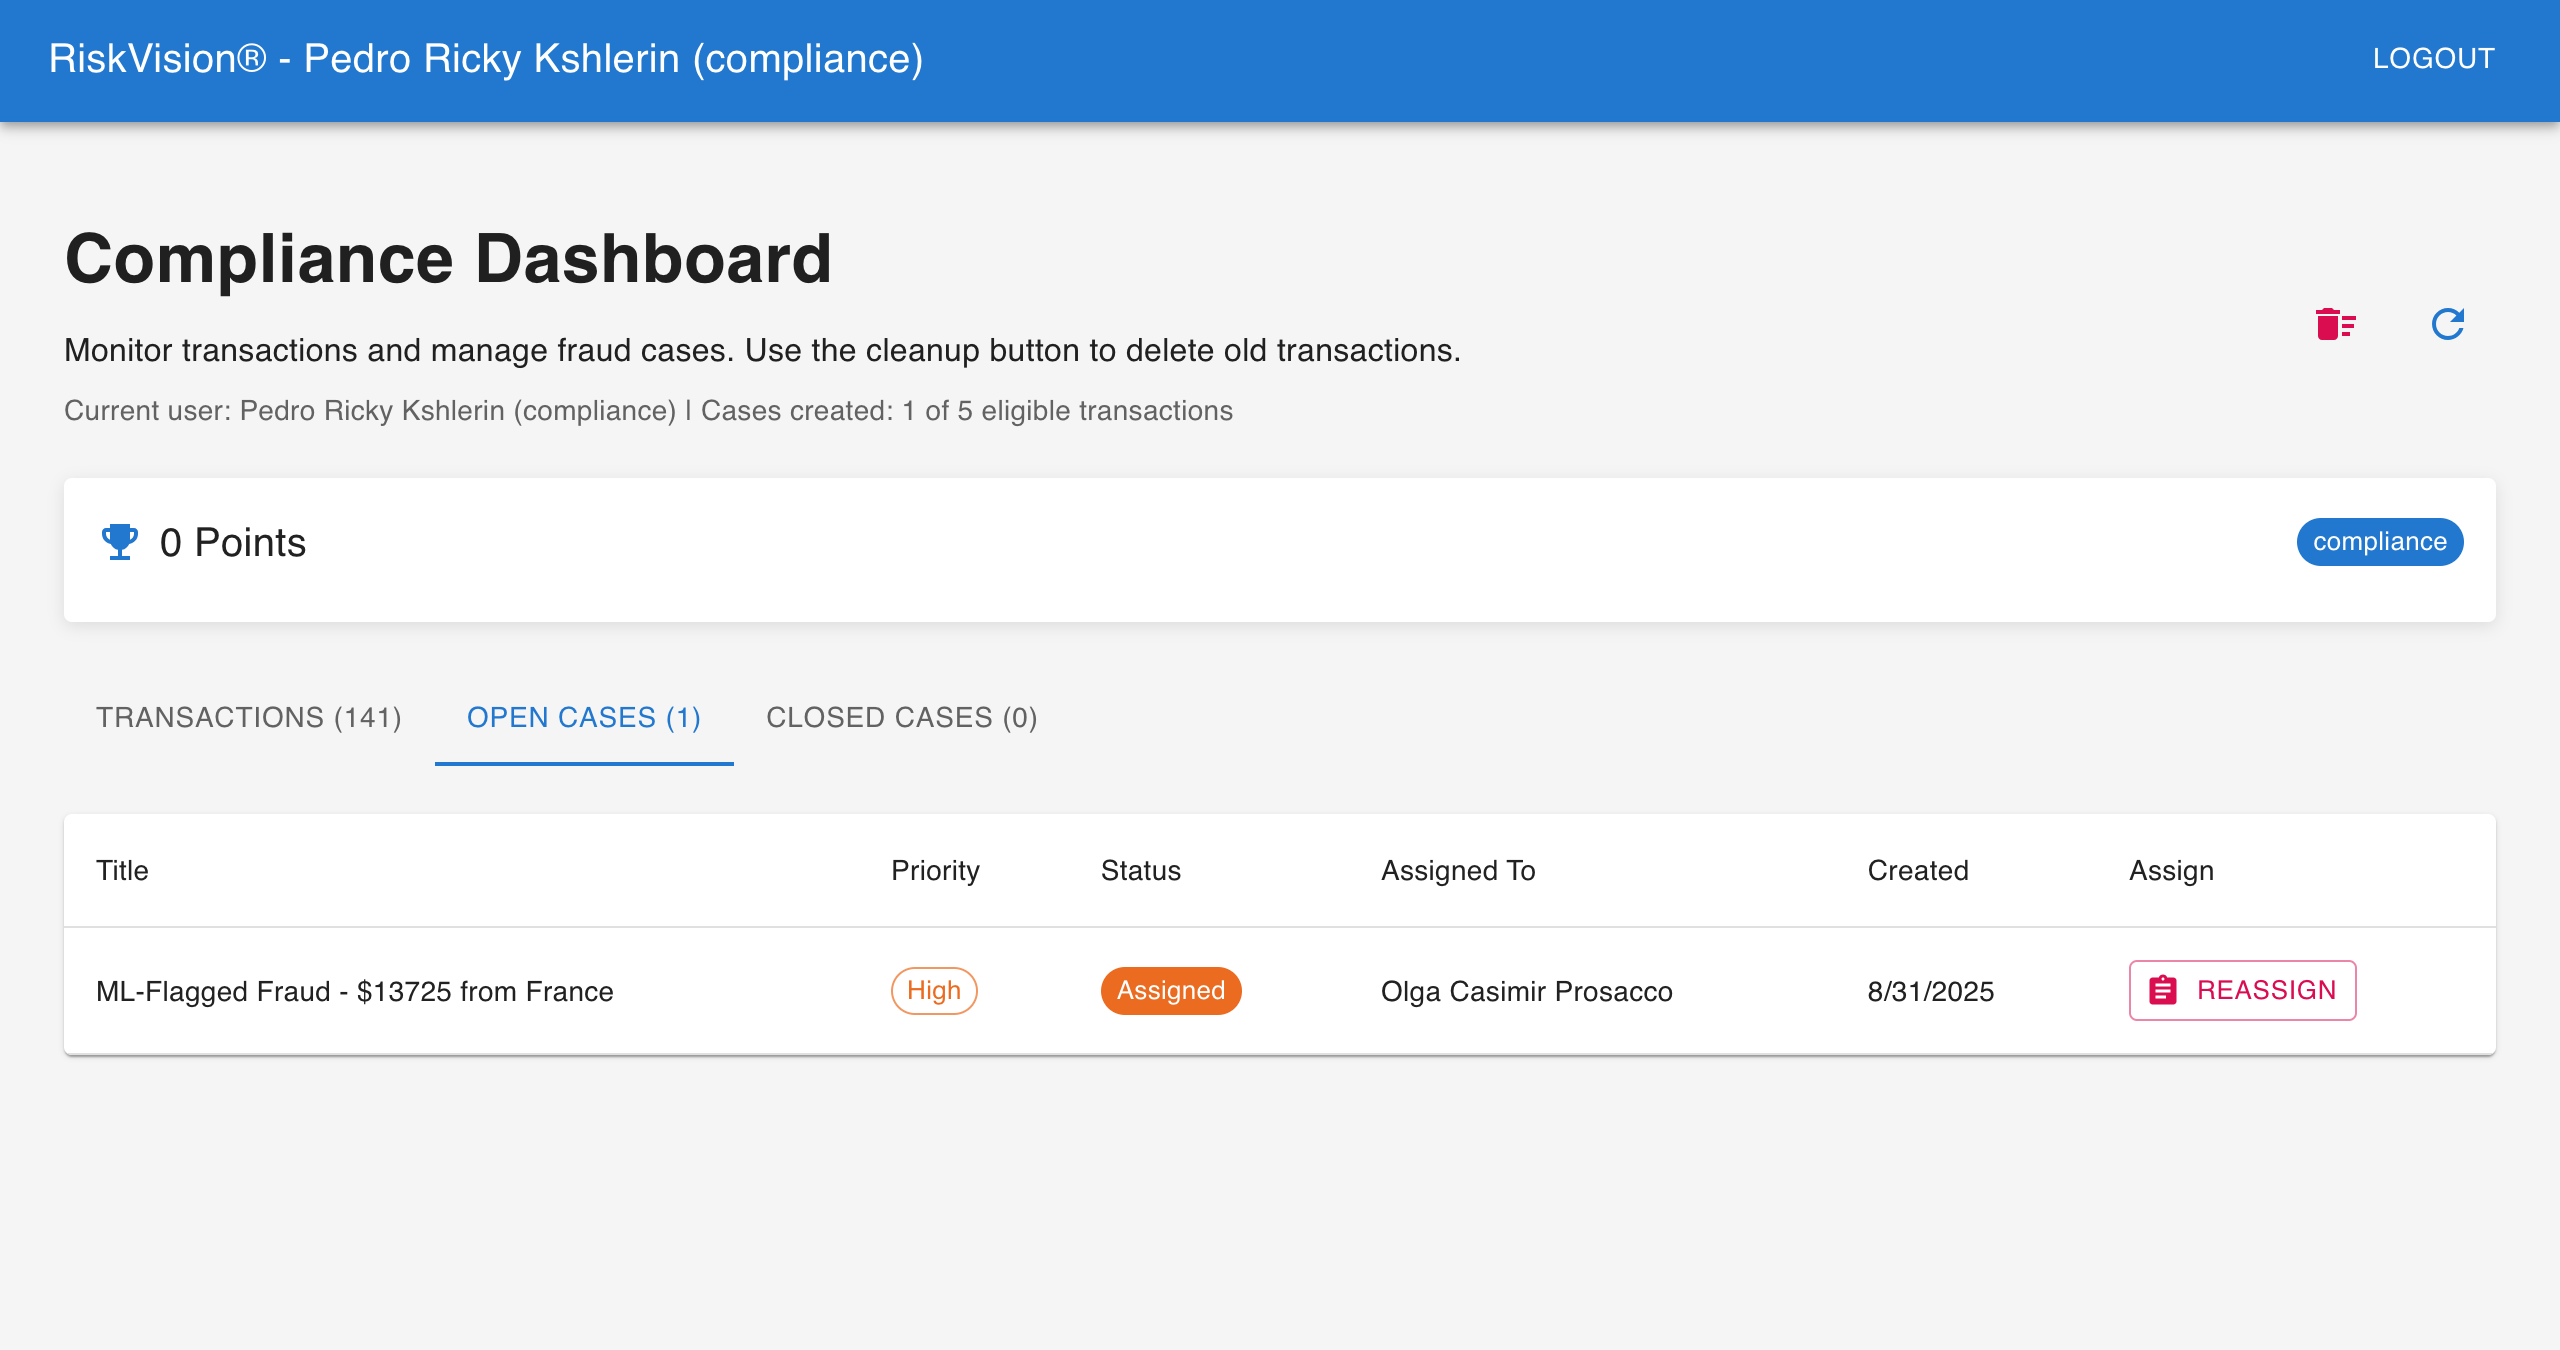 RiskVision® - Pedro Ricky Kshlerin (compliance)
LOGOUT
Compliance Dashboard
Monitor transactions and manage fraud cases. Use the cleanup button to delete old transactions.
Current user: Pedro Ricky Kshlerin (compliance) | Cases created: 1 of 5 eligible transactions
0 Points
compliance
TRANSACTIONS (141) OPEN CASES (1) CLOSED CASES (0)
Title Priority Status Assigned To Created Assign
ML-Flagged Fraud - $13725 from France High Assigned Olga Casimir Prosacco 8/31/2025 REASSIGN